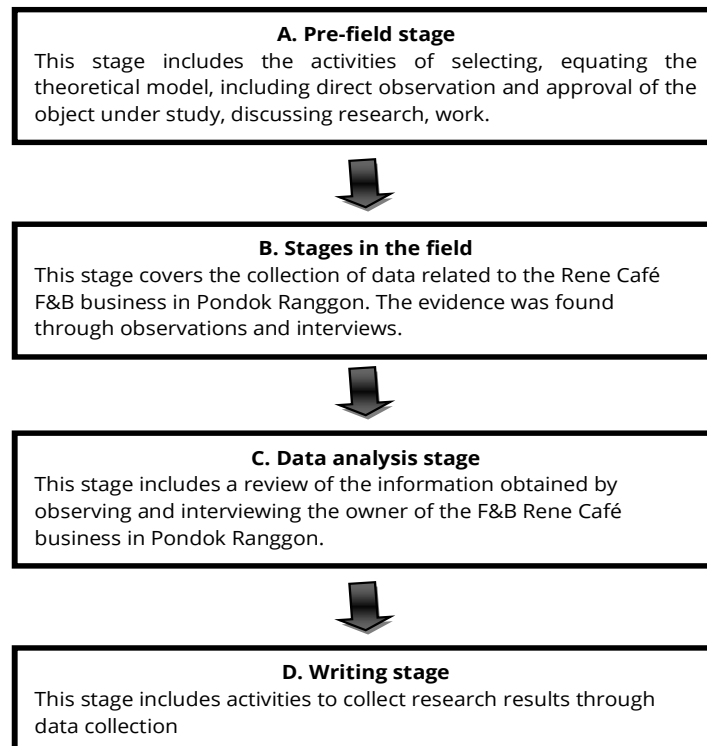 A. Pre-field stage
This stage includes the activities of selecting, equating the
theoretical model, including direct observation and approval of the
object under study, discussing research, work.
B. Stages in the field
This stage covers the collection of data related to the Rene Café
F&B business in Pondok Ranggon. The evidence was found
through observations and interviews.
C. Data analysis stage
This stage includes a review of the information obtained by
observing and interviewing the owner of the F&B Rene Café
business in Pondok Ranggon.
D. Writing stage
This stage includes activities to collect research results through
data collection